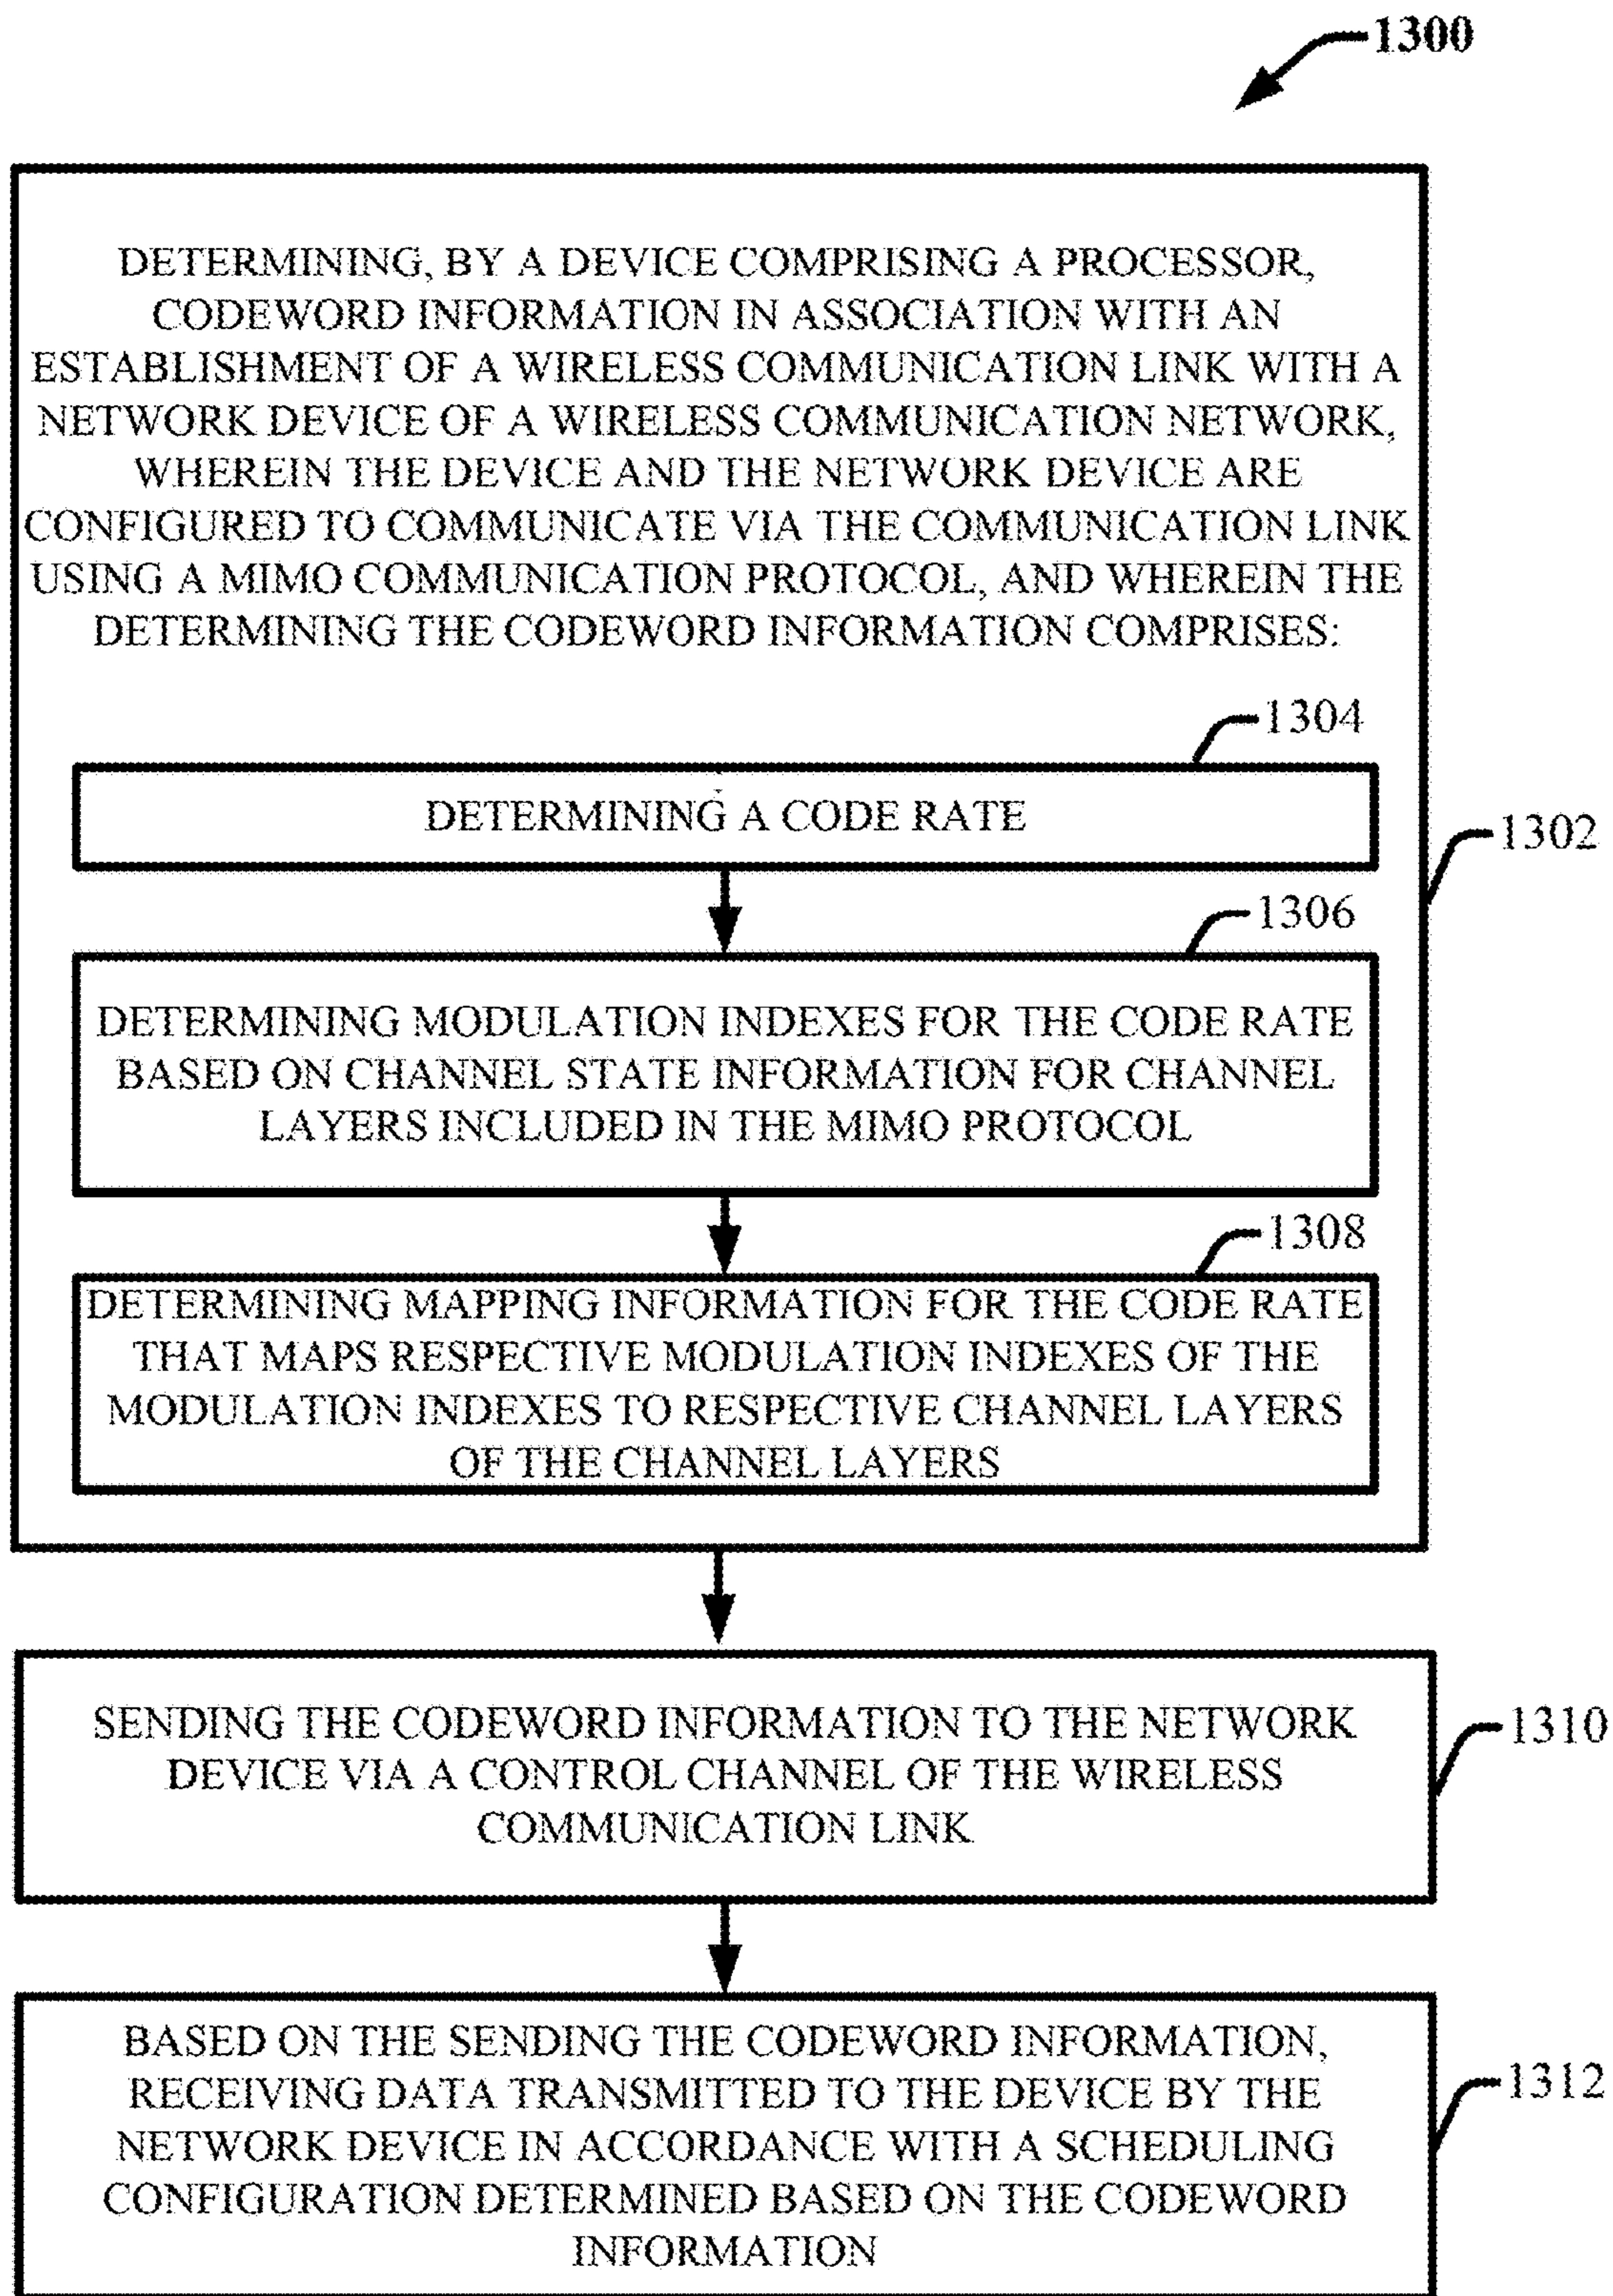 1300
DETERMINING, BY A DEVICE COMPRISING A PROCESSOR,
CODEWORD INFORMATION IN ASSOCIATION WITH AN
ESTABLISHMENT OF A WIRELESS COMMUNICATION LINK WITH A
NETWORK DEVICE OF A WIRELESS COMMUNICATION NETWORK,
WHEREIN THE DEVICE AND THE NETWORK DEVICE ARE
CONFIGURED TO COMMUNICATE VIA THE COMMUNICATION LINK
USING A MIMO COMMUNICATION PROTOCOL, AND WHEREIN THE
DETERMINING THE CODEWORD INFORMATION COMPRISES:
1304
DETERMINING A CODE RATE
1302
1306
DETERMINING MODULATION INDEXES FOR THE CODE RATE
BASED ON CHANNEL STATE INFORMATION FOR CHANNEL
LAYERS INCLUDED IN THE MIMO PROTOCOL
1308
DETERMINING MAPPING INFORMATION FOR THE CODE RATE
THAT MAPS RESPECTIVE MODULATION INDEXES OF THE
MODULATION INDEXES TO RESPECTIVE CHANNEL LAYERS
OF THE CHANNEL LAYERS
SENDING THE CODEWORD INFORMATION TO THE NETWORK
DEVICE VIA A CONTROL CHANNEL OF THE WIRELESS
COMMUNICATION LINK
1310
BASED ON THE SENDING THE CODEWORD INFORMATION,
RECEIVING DATA TRANSMITTED TO THE DEVICE BY THE
NETWORK DEVICE IN ACCORDANCE WITH A SCHEDULING
CONFIGURATION DETERMINED BASED ON THE CODEWORD
INFORMATION
1312